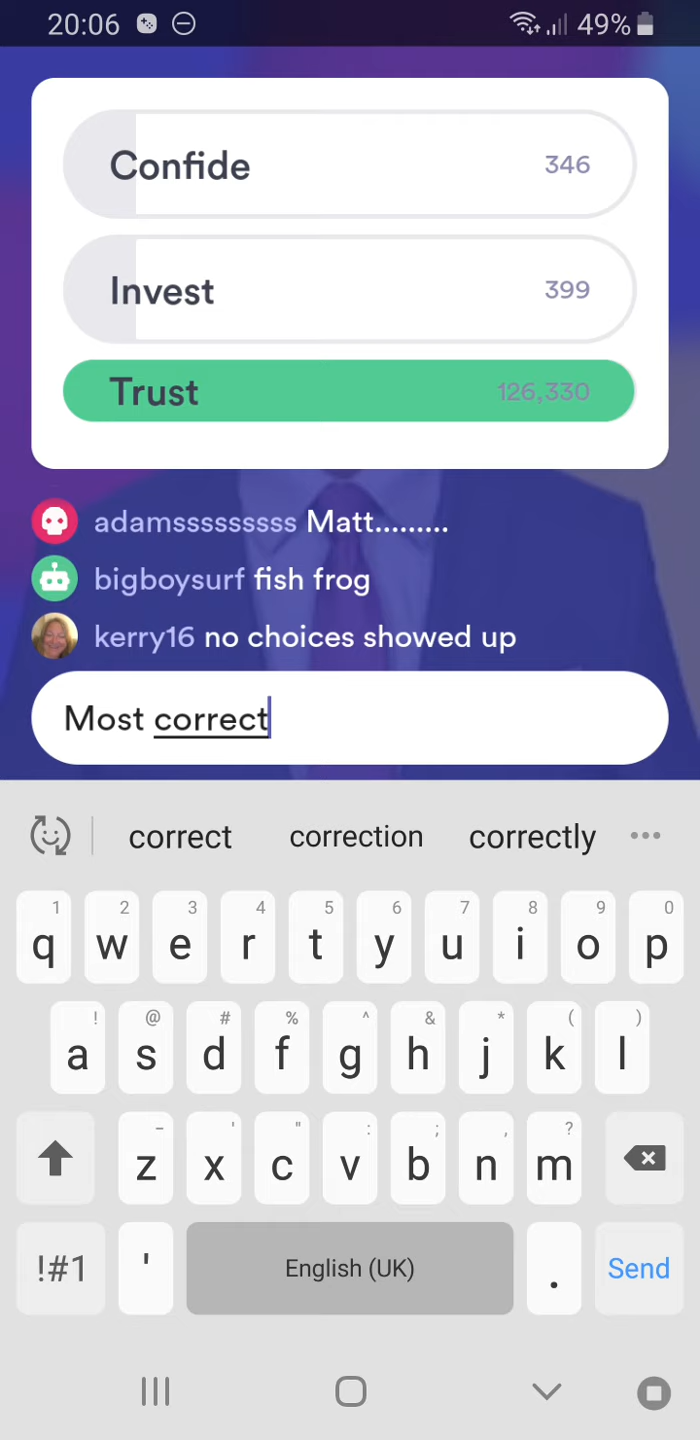 20:06 49%
Confide 346
Invest 399
Trust 126,330
adamsssssssss Matt.........
bigboysurf fish frog
kerry16 no choices showed up
Most correct
correct correction correctly
1 2 3 4 5 6 7 8 9 0
q w e r t y u i o p
! @ # % ^ & * ( )
a s d f g h j k l
- ' " : ; , ?
z x c v b n m
!#1 ' English (UK) . Send